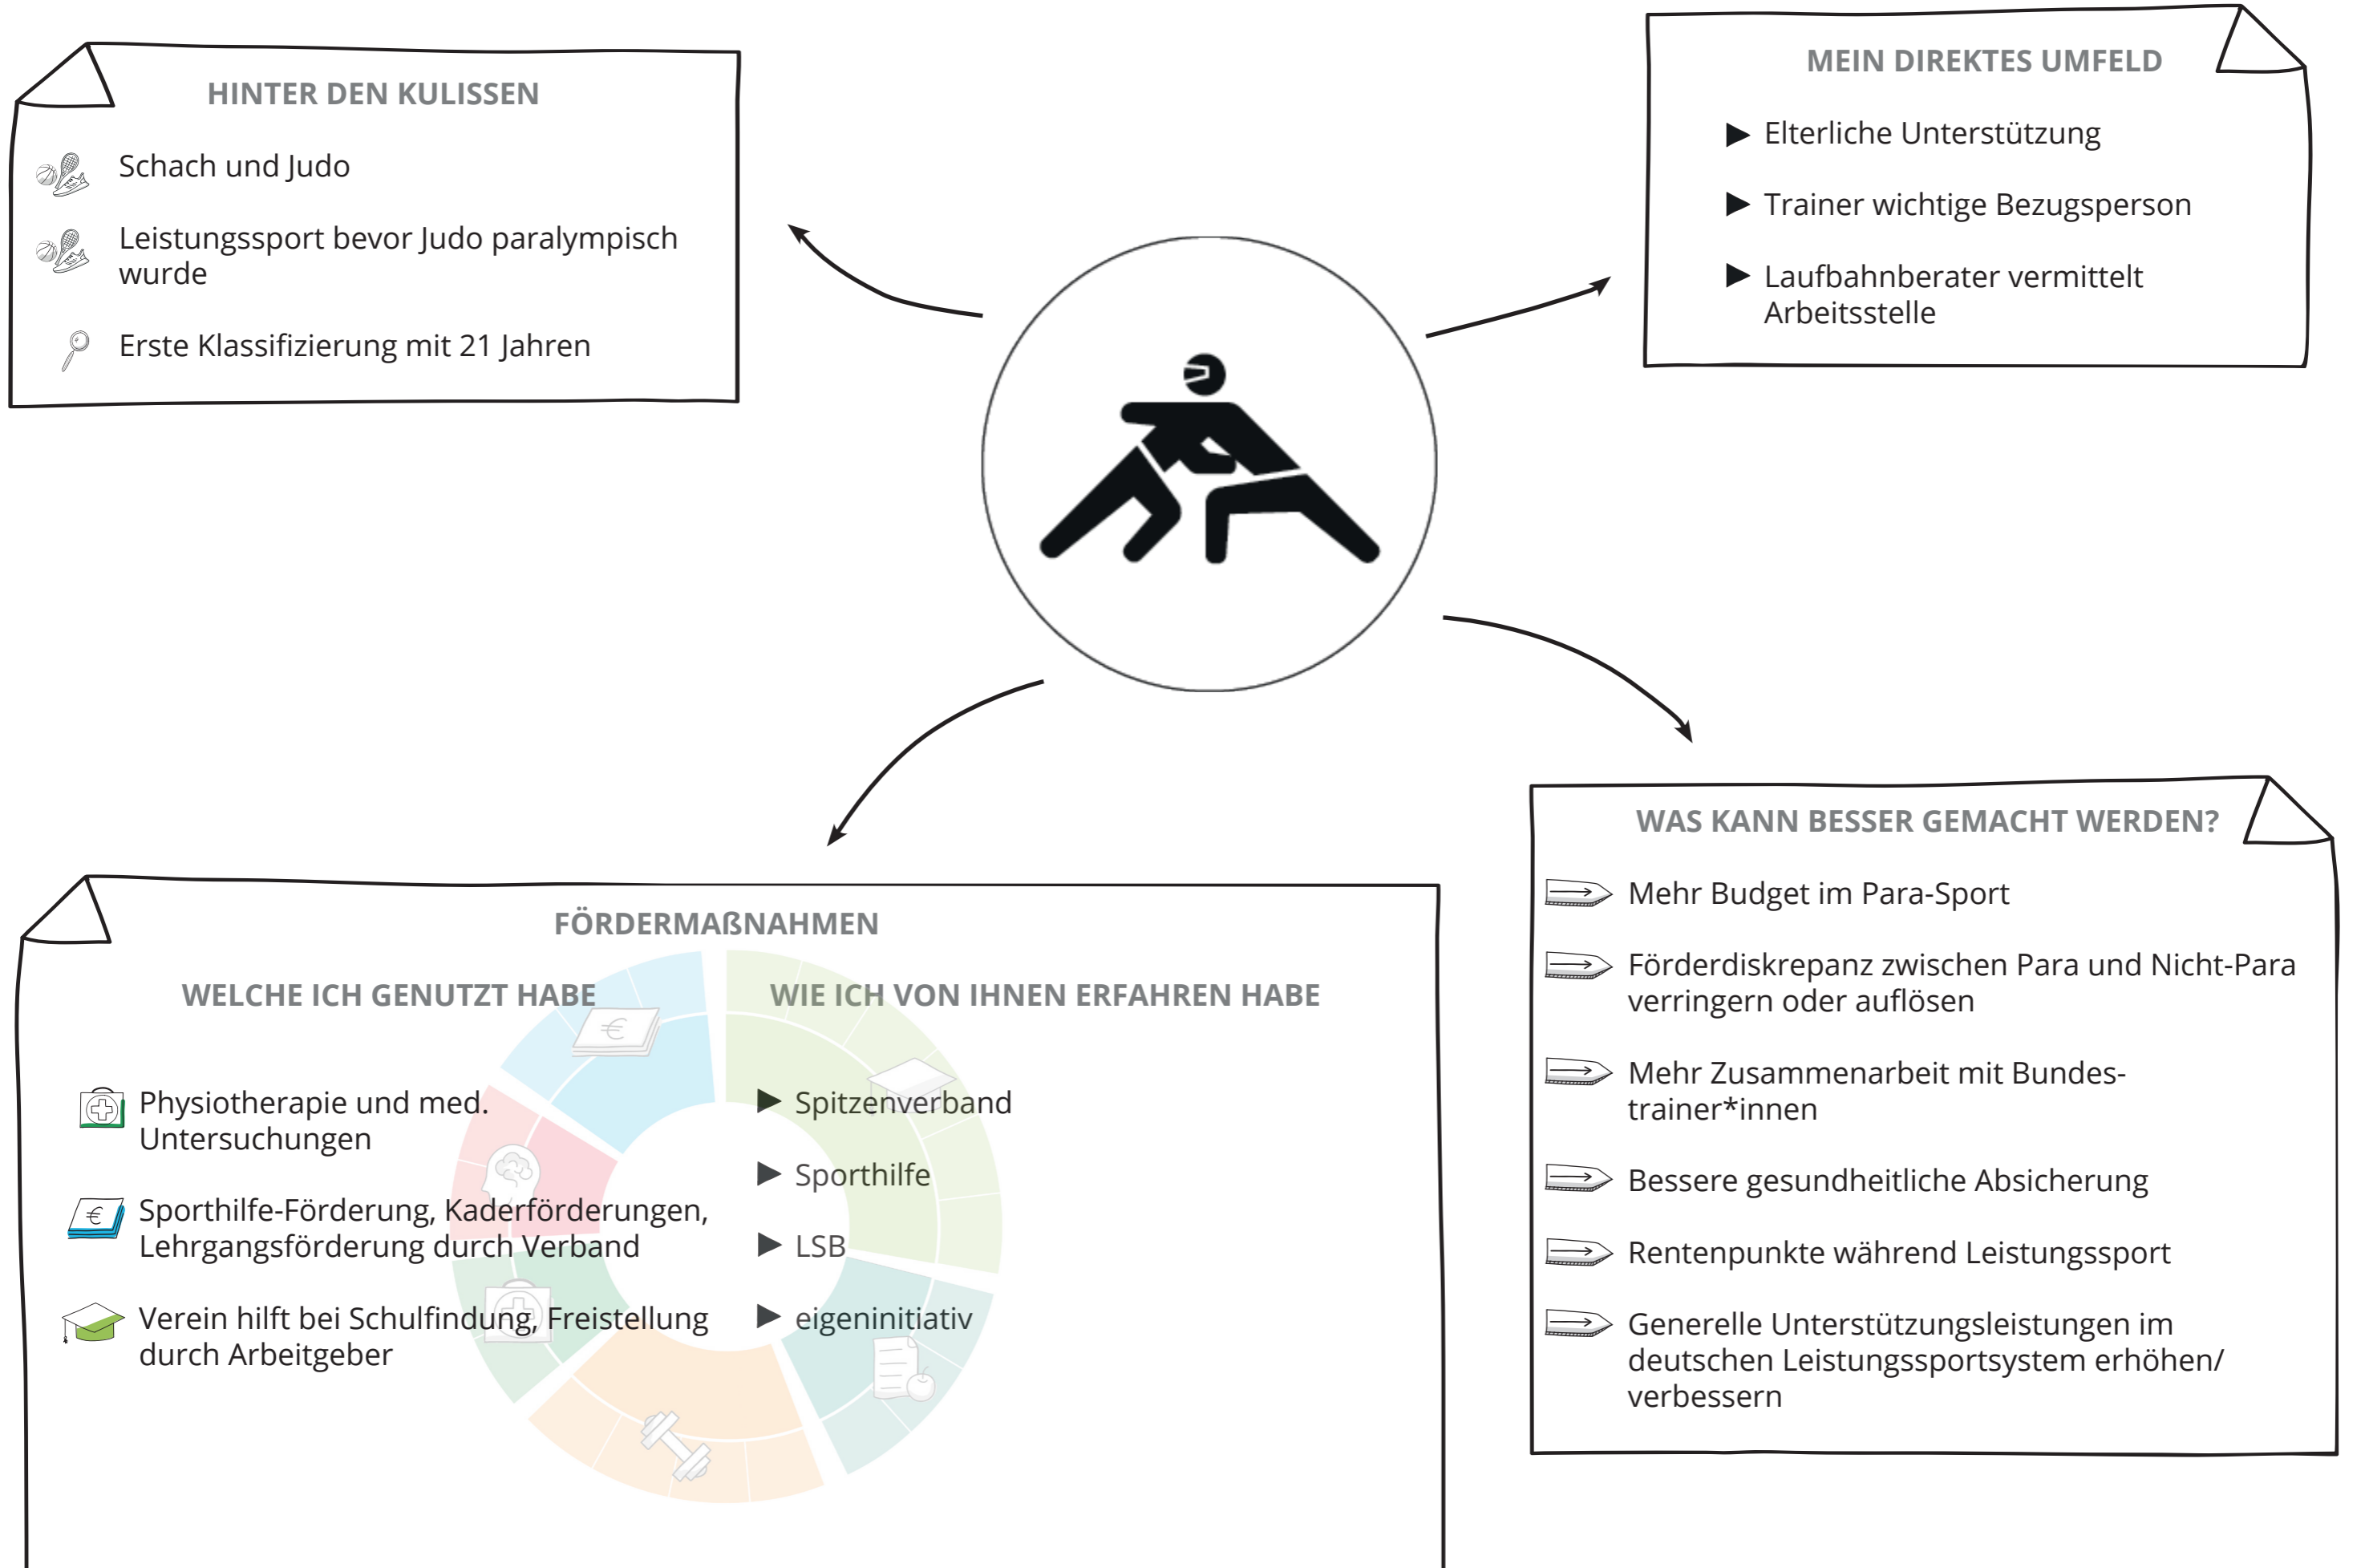 HINTER DEN KULISSEN
Schach und Judo
Leistungssport bevor Judo paralympisch
wurde
Erste Klassifizierung mit 21 Jahren
MEIN DIREKTES UMFELD
Elterliche Unterstützung
Trainer wichtige Bezugsperson
Laufbahnberater vermittelt
Arbeitsstelle
FÖRDERMAßNAHMEN
WELCHE ICH GENUTZT HABE
Physiotherapie und med.
Untersuchungen
Sporthilfe-Förderung, Kaderförderungen,
Lehrgangsförderung durch Verband
Verein hilft bei Schulfindung, Freistellung
durch Arbeitgeber
WIE ICH VON IHNEN ERFAHREN HABE
Spitzenverband
Sporthilfe
LSB
eigeninitiativ
WAS KANN BESSER GEMACHT WERDEN?
Mehr Budget im Para-Sport
Förderdiskrepanz zwischen Para und Nicht-Para
verringern oder auflösen
Mehr Zusammenarbeit mit Bundes-
trainer*innen
Bessere gesundheitliche Absicherung
Rentenpunkte während Leistungssport
Generelle Unterstützungsleistungen im
deutschen Leistungssportsystem erhöhen/
verbessern